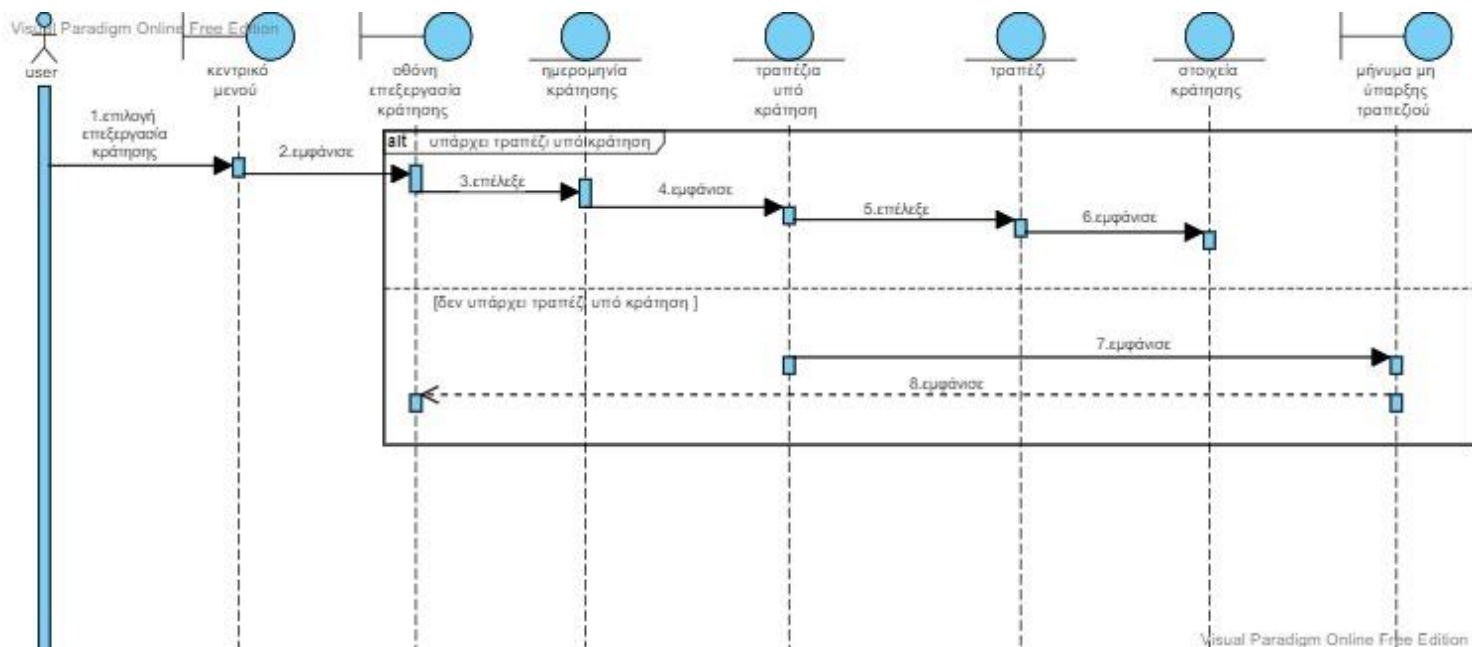 Visual Paradigm Online Free Edition
user
κεντρικό
μενού
οθόνη
επεξεργασία
κράτησης
ημερομηνία
κράτησης
τραπέζια
υπό
κράτηση
τραπέζι
στοιχεία
κράτησης
μήνυμα μη
ύπαρξης
τραπεζιού
1.επιλογή
επεξεργασία
κράτησης
2.εμφάνισε
alt υπάρχει τραπέζι υπό κράτηση
3.επέλεξε
4.εμφάνισε
5.επέλεξε
6.εμφάνισε
[δεν υπάρχει τραπέζι υπό κράτηση ]
7.εμφάνισε
8.εμφάνισε
Visual Paradigm Online Free Edition